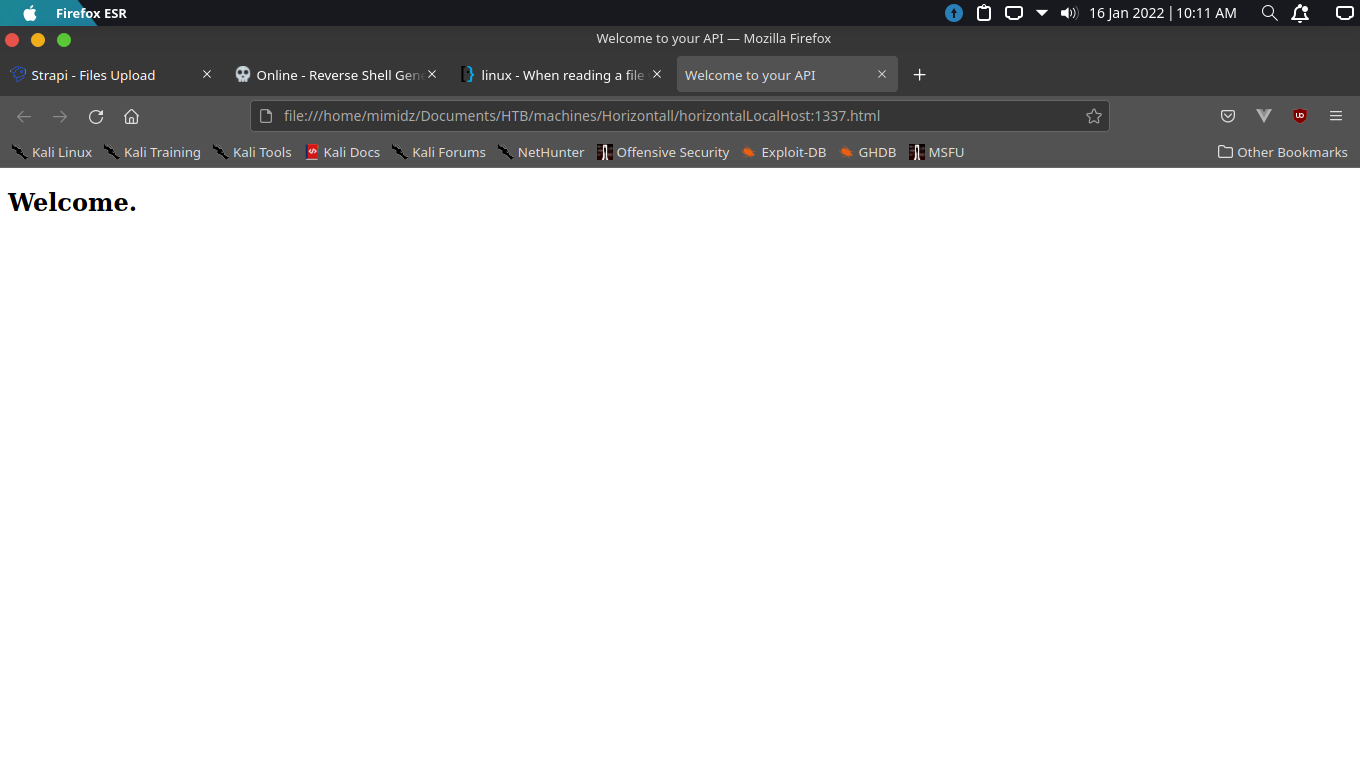 Firefox ESR 16 Jan 2022 | 10:11 AM
Welcome to your API — Mozilla Firefox
Strapi - Files Upload Online - Reverse Shell Gene linux - When reading a file Welcome to your API
file:///home/mimidz/Documents/HTB/machines/Horizontall/horizontalLocalHost:1337.html
Kali Linux Kali Training Kali Tools Kali Docs Kali Forums NetHunter Offensive Security Exploit-DB GHDB MSFU Other Bookmarks
Welcome.